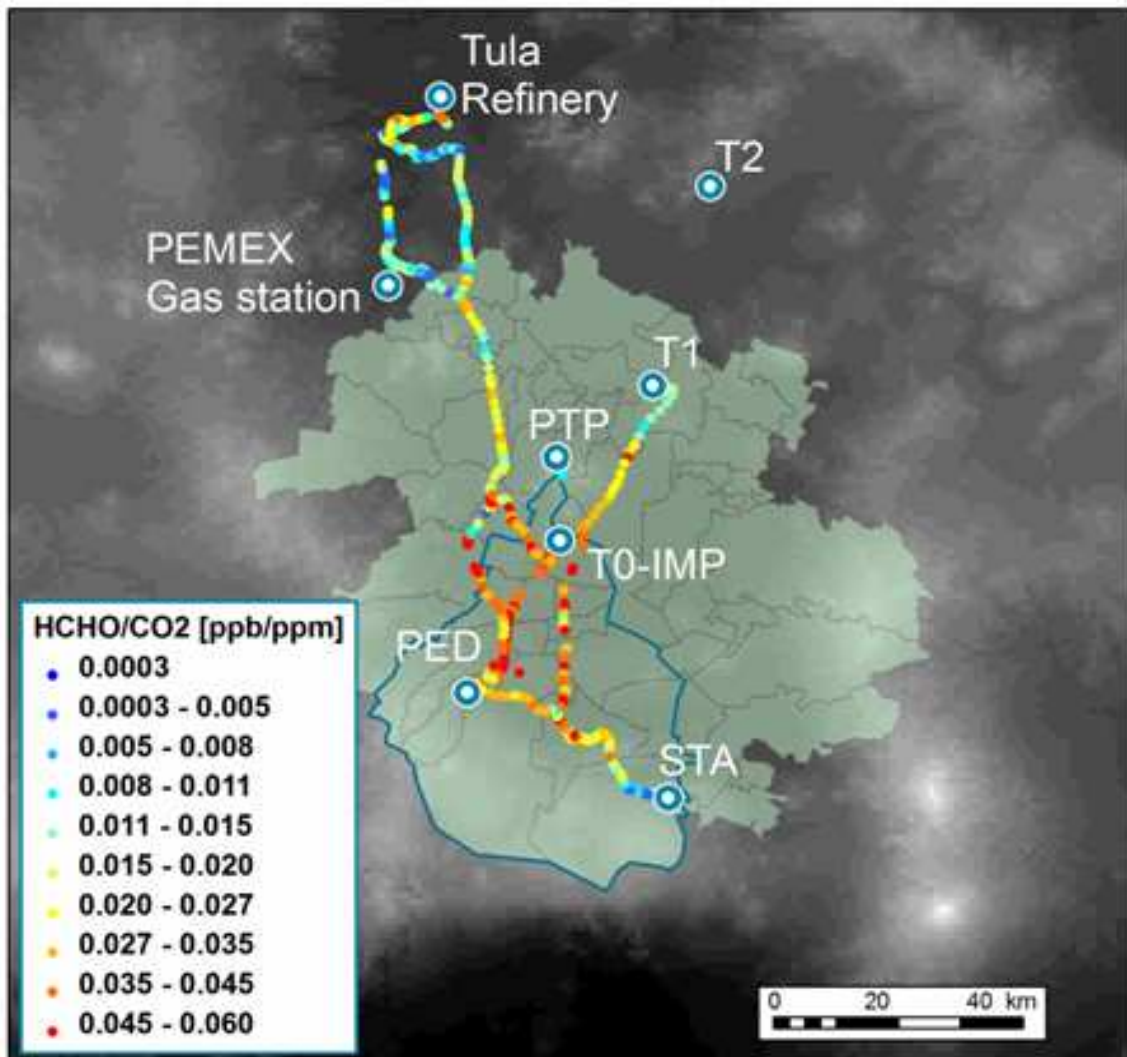 Tula
Refinery
T2
PEMEX
Gas station
T1
PTP
T0-IMP
PED
STA
HCHO/CO2 [ppb/ppm]
0.0003
0.0003 - 0.005
0.005 - 0.008
0.008 - 0.011
0.011 - 0.015
0.015 - 0.020
0.020 - 0.027
0.027 - 0.035
0.035 - 0.045
0.045 - 0.060
0 20 40 km